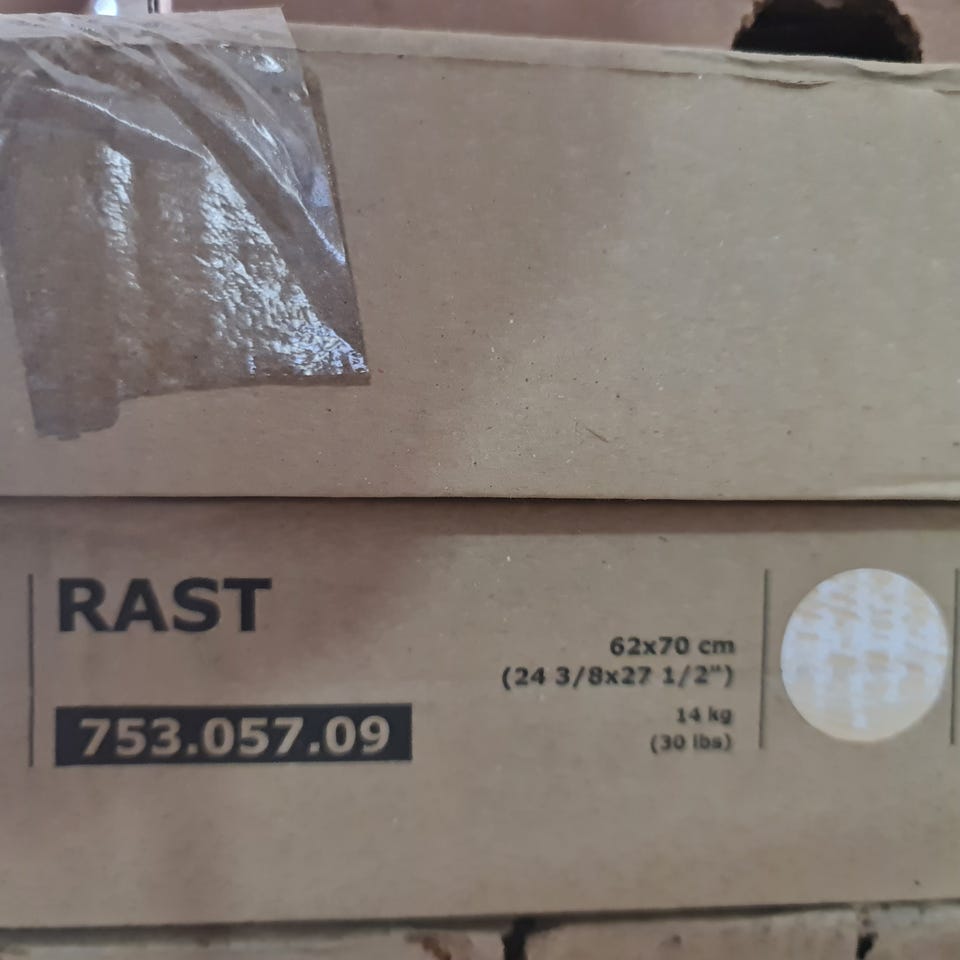 RAST
753.057.09
62x70 cm
(24 3/8x27 1/2")
14 kg
(30 lbs)